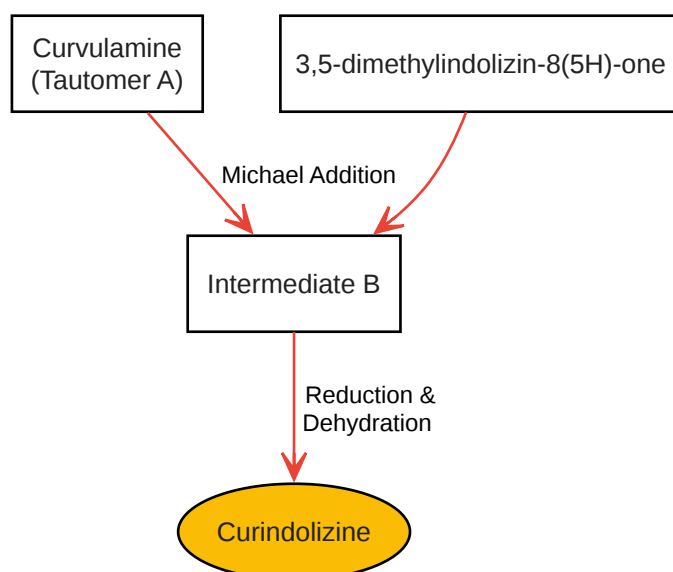 Curvulamine
(Tautomer A)
3,5-dimethylindolizin-8(5H)-one
Michael Addition
Intermediate B
Reduction &
Dehydration
Curindolizine